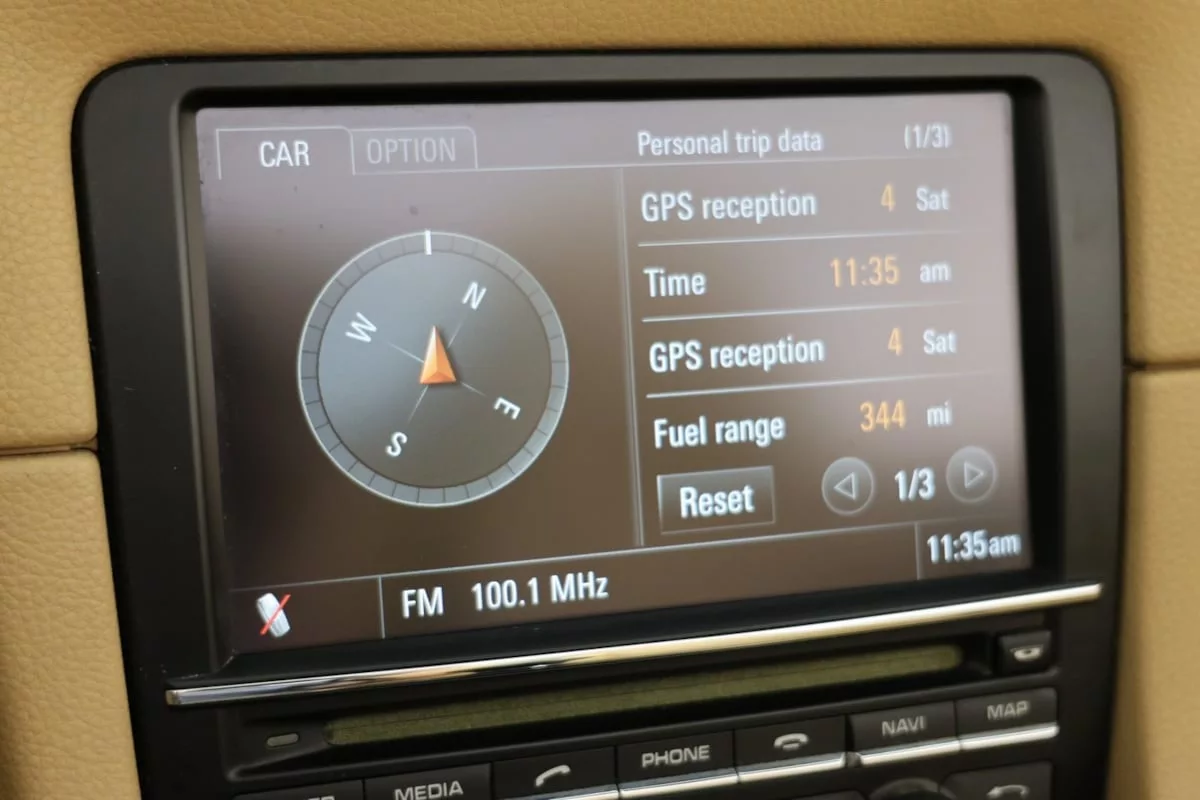 CAR OPTION Personal trip data (1/3)
GPS reception 4 Sat
Time 11:35 am
GPS reception 4 Sat
Fuel range 344 mi
Reset 1/3
N
W
E
S
11:35am
FM 100.1 MHz
MAP
NAVI
PHONE
MEDIA